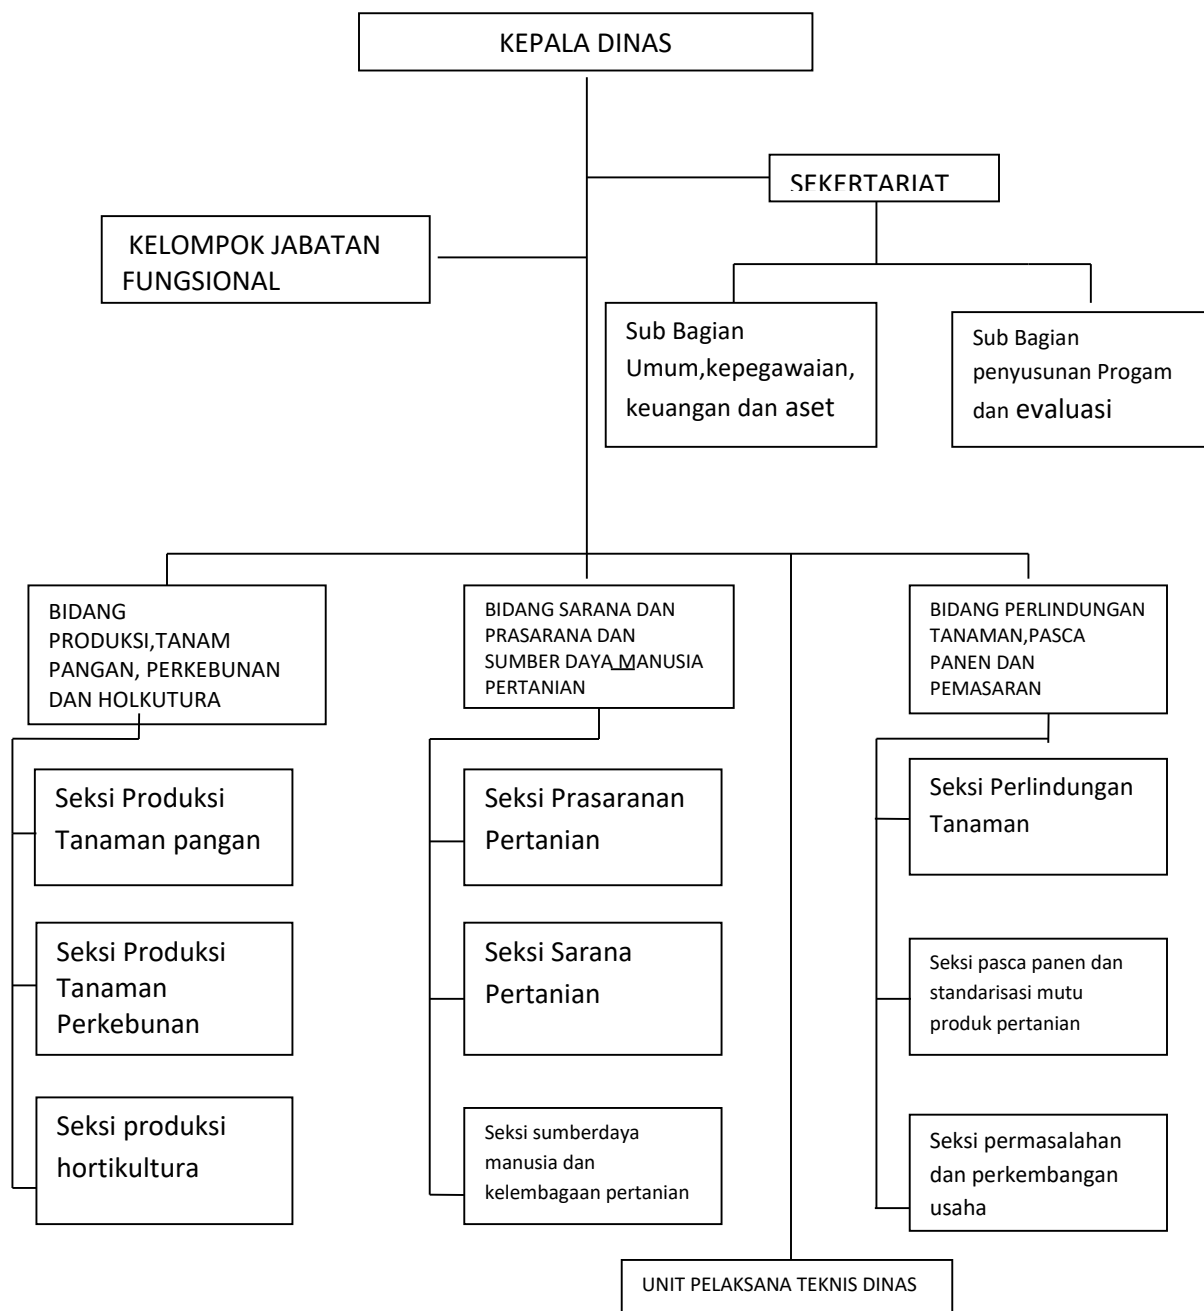 KEPALA DINAS
SEKERTARIAT
KELOMPOK JABATAN
FUNGSIONAL
Sub Bagian
Umum,kepegawaian,
keuangan dan aset
Sub Bagian
penyusunan Progam
dan evaluasi
BIDANG
PRODUKSI,TANAM
PANGAN, PERKEBUNAN
DAN HOLKUTURA
BIDANG SARANA DAN
PRASARANA DAN
SUMBER DAYA MANUSIA
PERTANIAN
BIDANG PERLINDUNGAN
TANAMAN,PASCA
PANEN DAN
PEMASARAN
Seksi Produksi
Tanaman pangan
Seksi Prasaranan
Pertanian
Seksi Perlindungan
Tanaman
Seksi Produksi
Tanaman
Perkebunan
Seksi Sarana
Pertanian
Seksi pasca panen dan
standarisasi mutu
produk pertanian
Seksi produksi
hortikultura
Seksi sumberdaya
manusia dan
kelembagaan pertanian
Seksi permasalahan
dan perkembangan
usaha
UNIT PELAKSANA TEKNIS DINAS